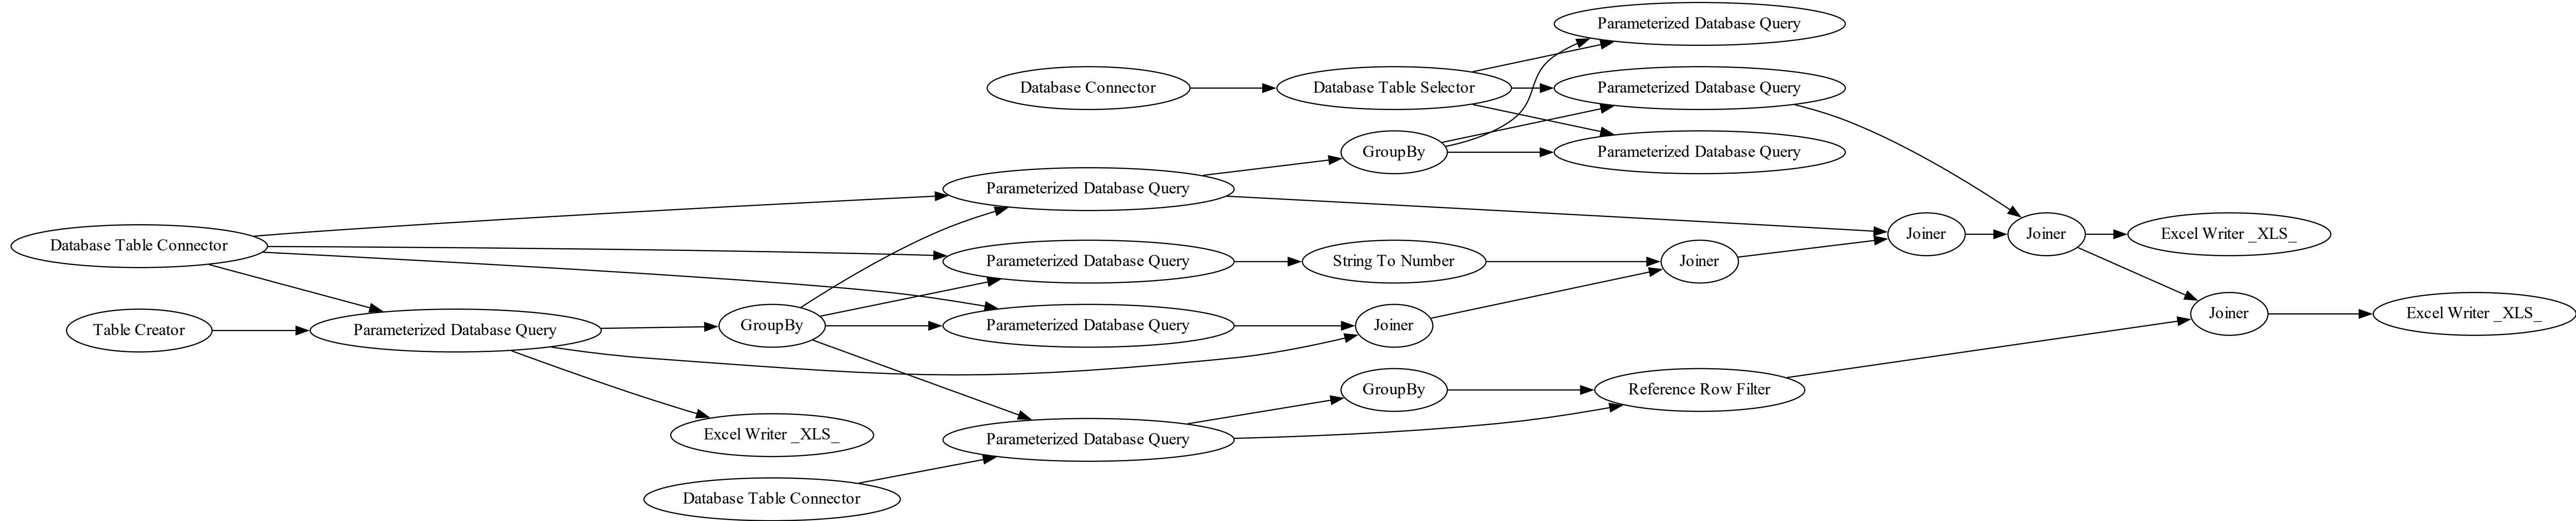 Parameterized Database Query
Database Connector
Database Table Selector
Parameterized Database Query
GroupBy
Parameterized Database Query
Parameterized Database Query
Database Table Connector
Joiner
Joiner
Excel Writer _XLS_
Parameterized Database Query
String To Number
Joiner
Table Creator
Parameterized Database Query
GroupBy
Parameterized Database Query
Joiner
Joiner
Excel Writer _XLS_
GroupBy
Reference Row Filter
Excel Writer _XLS_
Parameterized Database Query
Database Table Connector